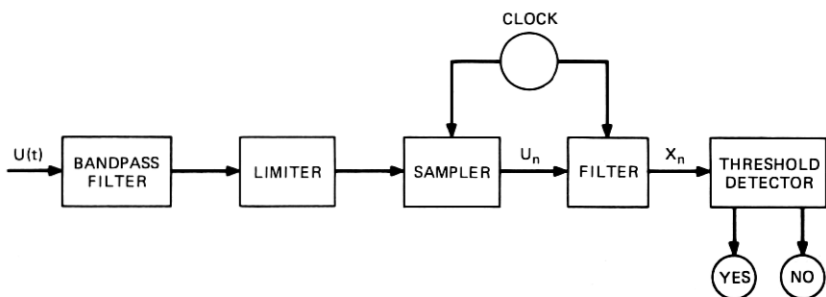 CLOCK
U(t)
BANDPASS
FILTER
LIMITER
SAMPLER
Un
FILTER
Xn
THRESHOLD
DETECTOR
YES
NO